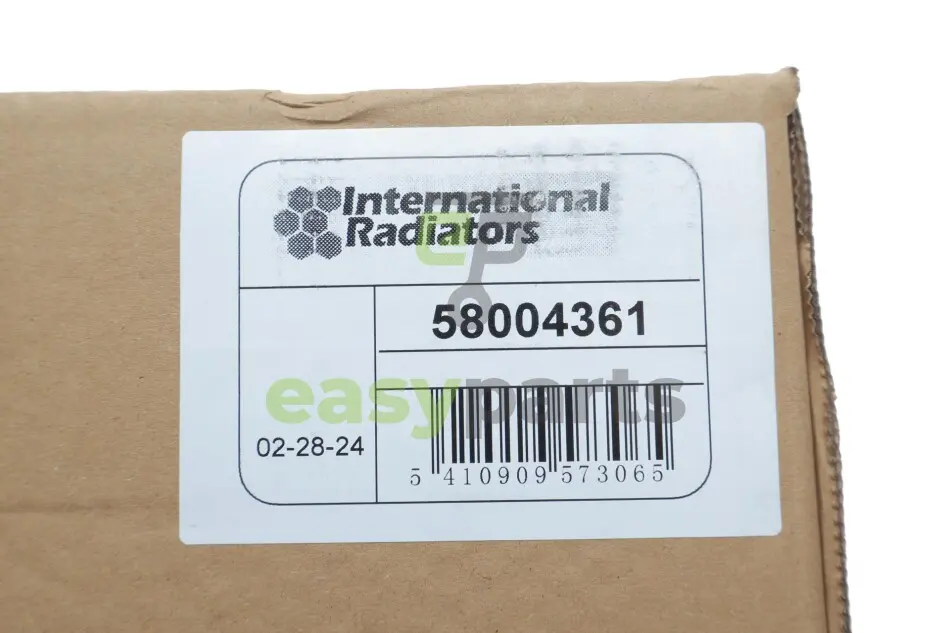 International
Radiators
58004361
easyparts
02-28-24
5 410909 573065